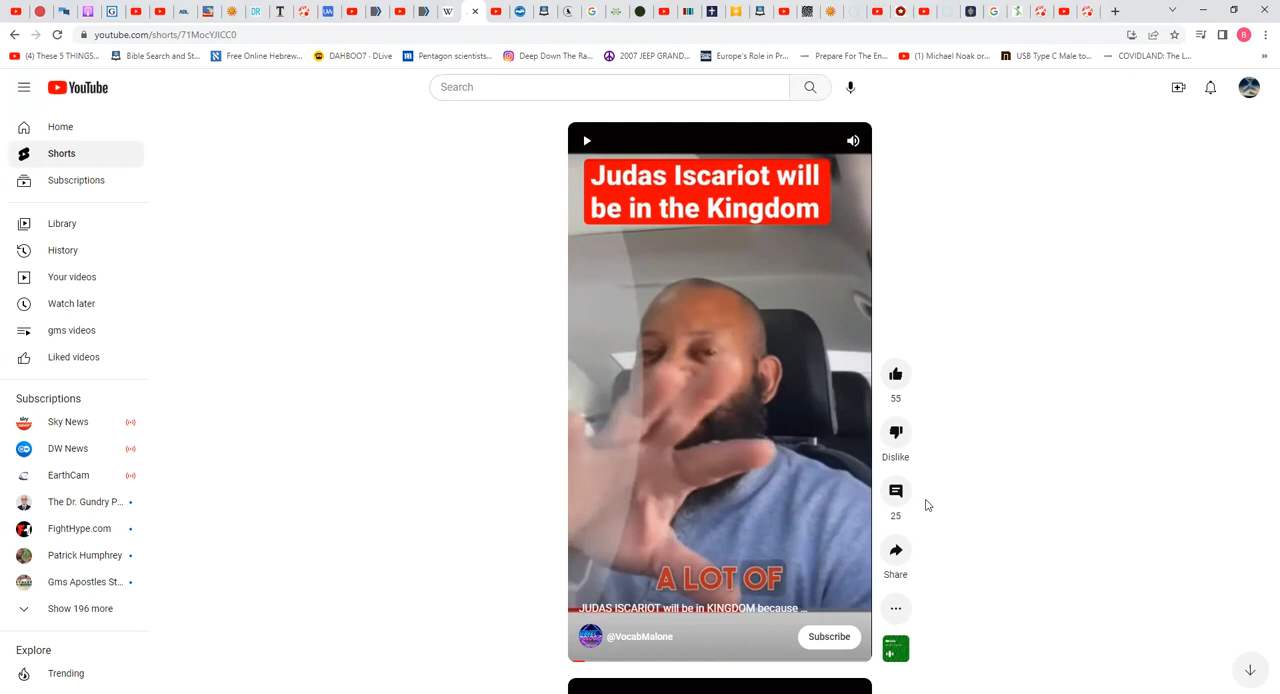 youtube.com/shorts/71MocYJICC0
(4) These 5 THINGS...
Bible Search and St...
Free Online Hebrew...
DAHBOO7 - DLive
Pentagon scientists...
Deep Down The Ra...
2007 JEEP GRAND...
Europe's Role in Pr...
Prepare For The En...
(1) Michael Noak or...
USB Type C Male to...
COVIDLAND: The L...
»
YouTube
Search
Home
Shorts
Subscriptions
Library
History
Your videos
Watch later
gms videos
Liked videos
Subscriptions
Sky News
DW News
EarthCam
The Dr. Gundry P...
FightHype.com
Patrick Humphrey
Gms Apostles St...
Show 196 more
Explore
Trending
Judas Iscariot will
be in the Kingdom
A LOT OF
JUDAS ISCARIOT will be in KINGDOM because ...
@VocabMalone
Subscribe
55
Dislike
25
Share